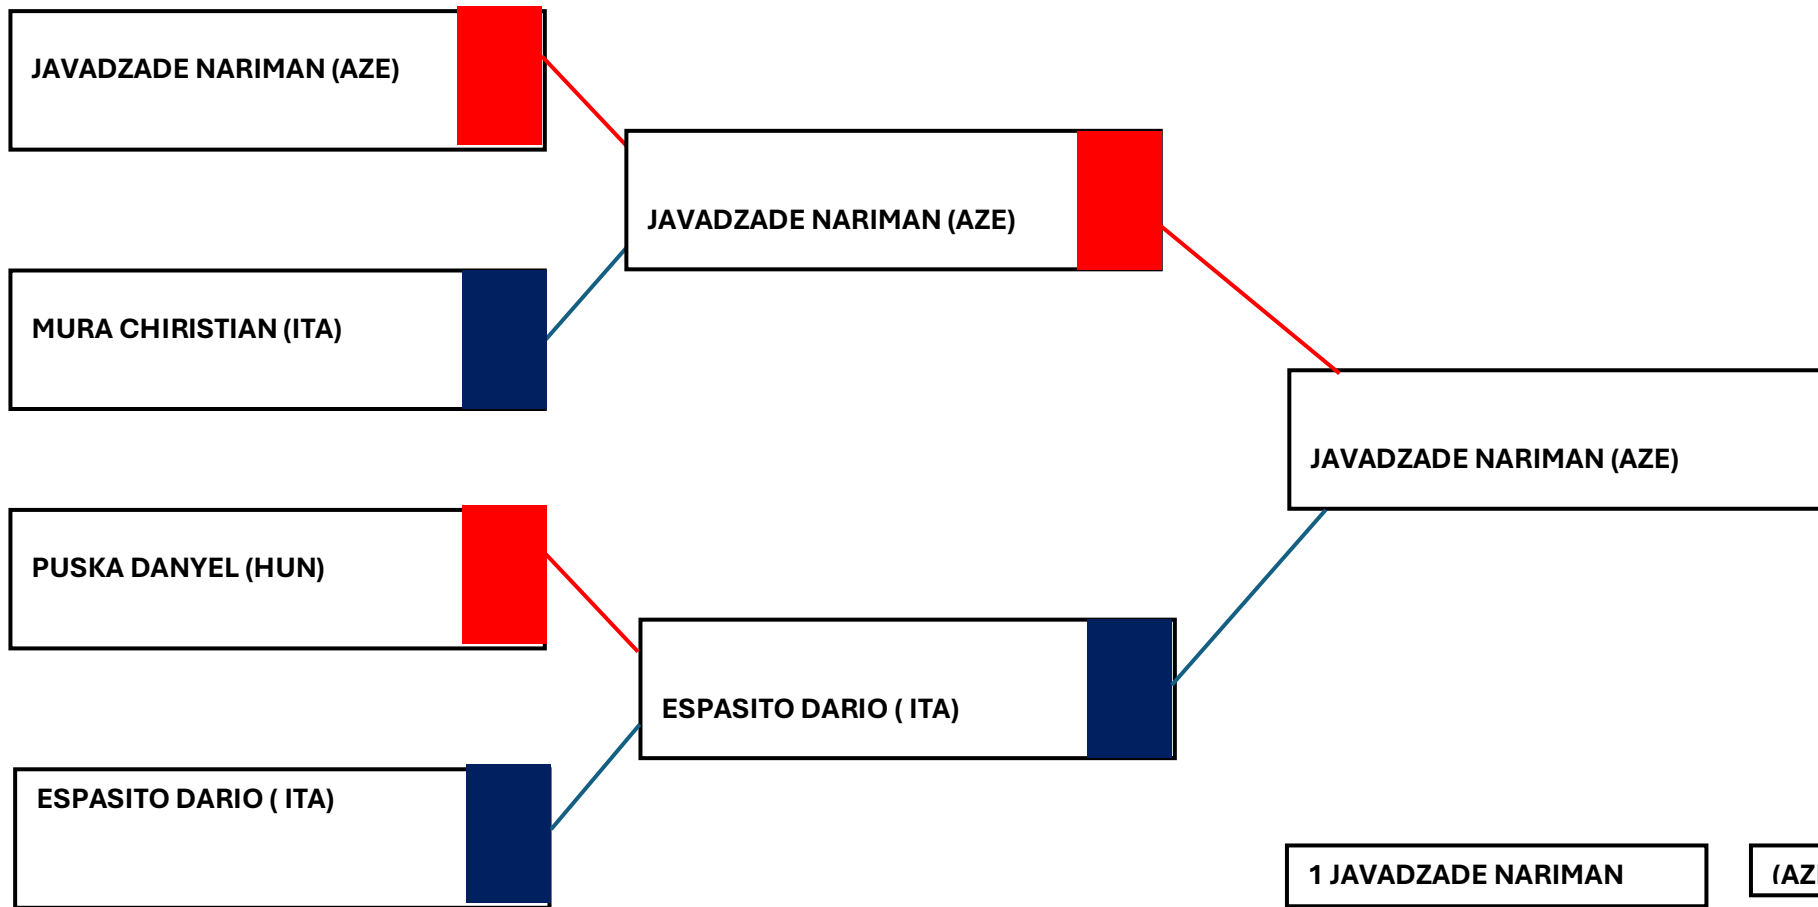 JAVADZADE NARIMAN (AZE)
JAVADZADE NARIMAN (AZE)
MURA CHIRISTIAN (ITA)
JAVADZADE NARIMAN (AZE)
PUSKA DANYEL (HUN)
ESPASITO DARIO ( ITA)
ESPASITO DARIO ( ITA)
1 JAVADZADE NARIMAN